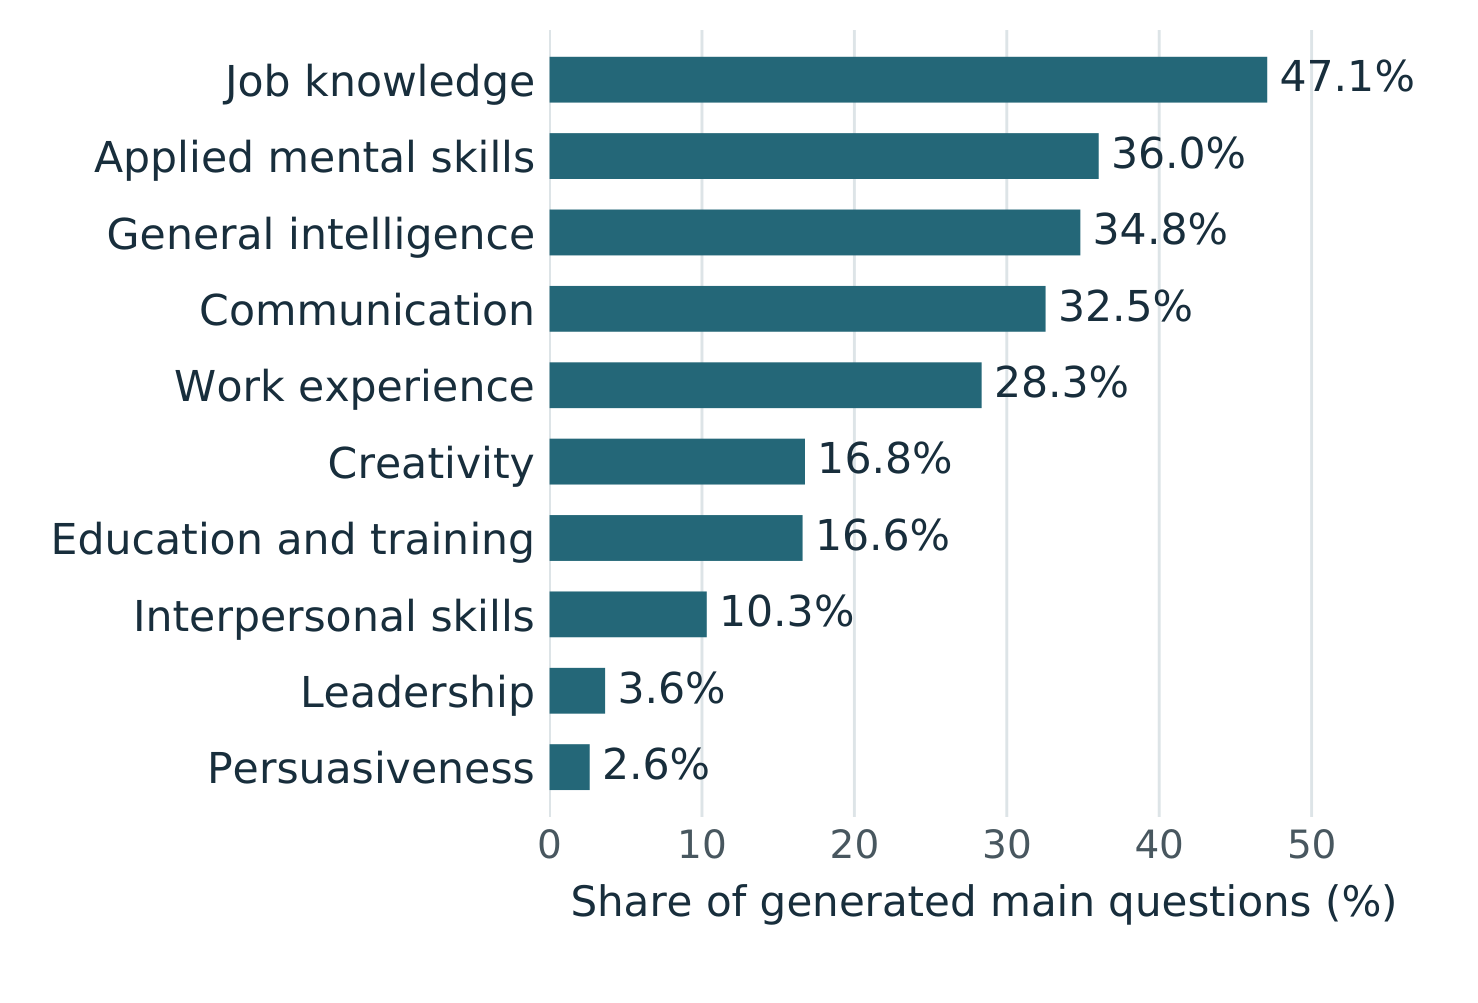 Job knowledge 47.1%
Applied mental skills 36.0%
General intelligence 34.8%
Communication 32.5%
Work experience 28.3%
Creativity 16.8%
Education and training 16.6%
Interpersonal skills 10.3%
Leadership 3.6%
Persuasiveness 2.6%
0 10 20 30 40 50
Share of generated main questions (%)